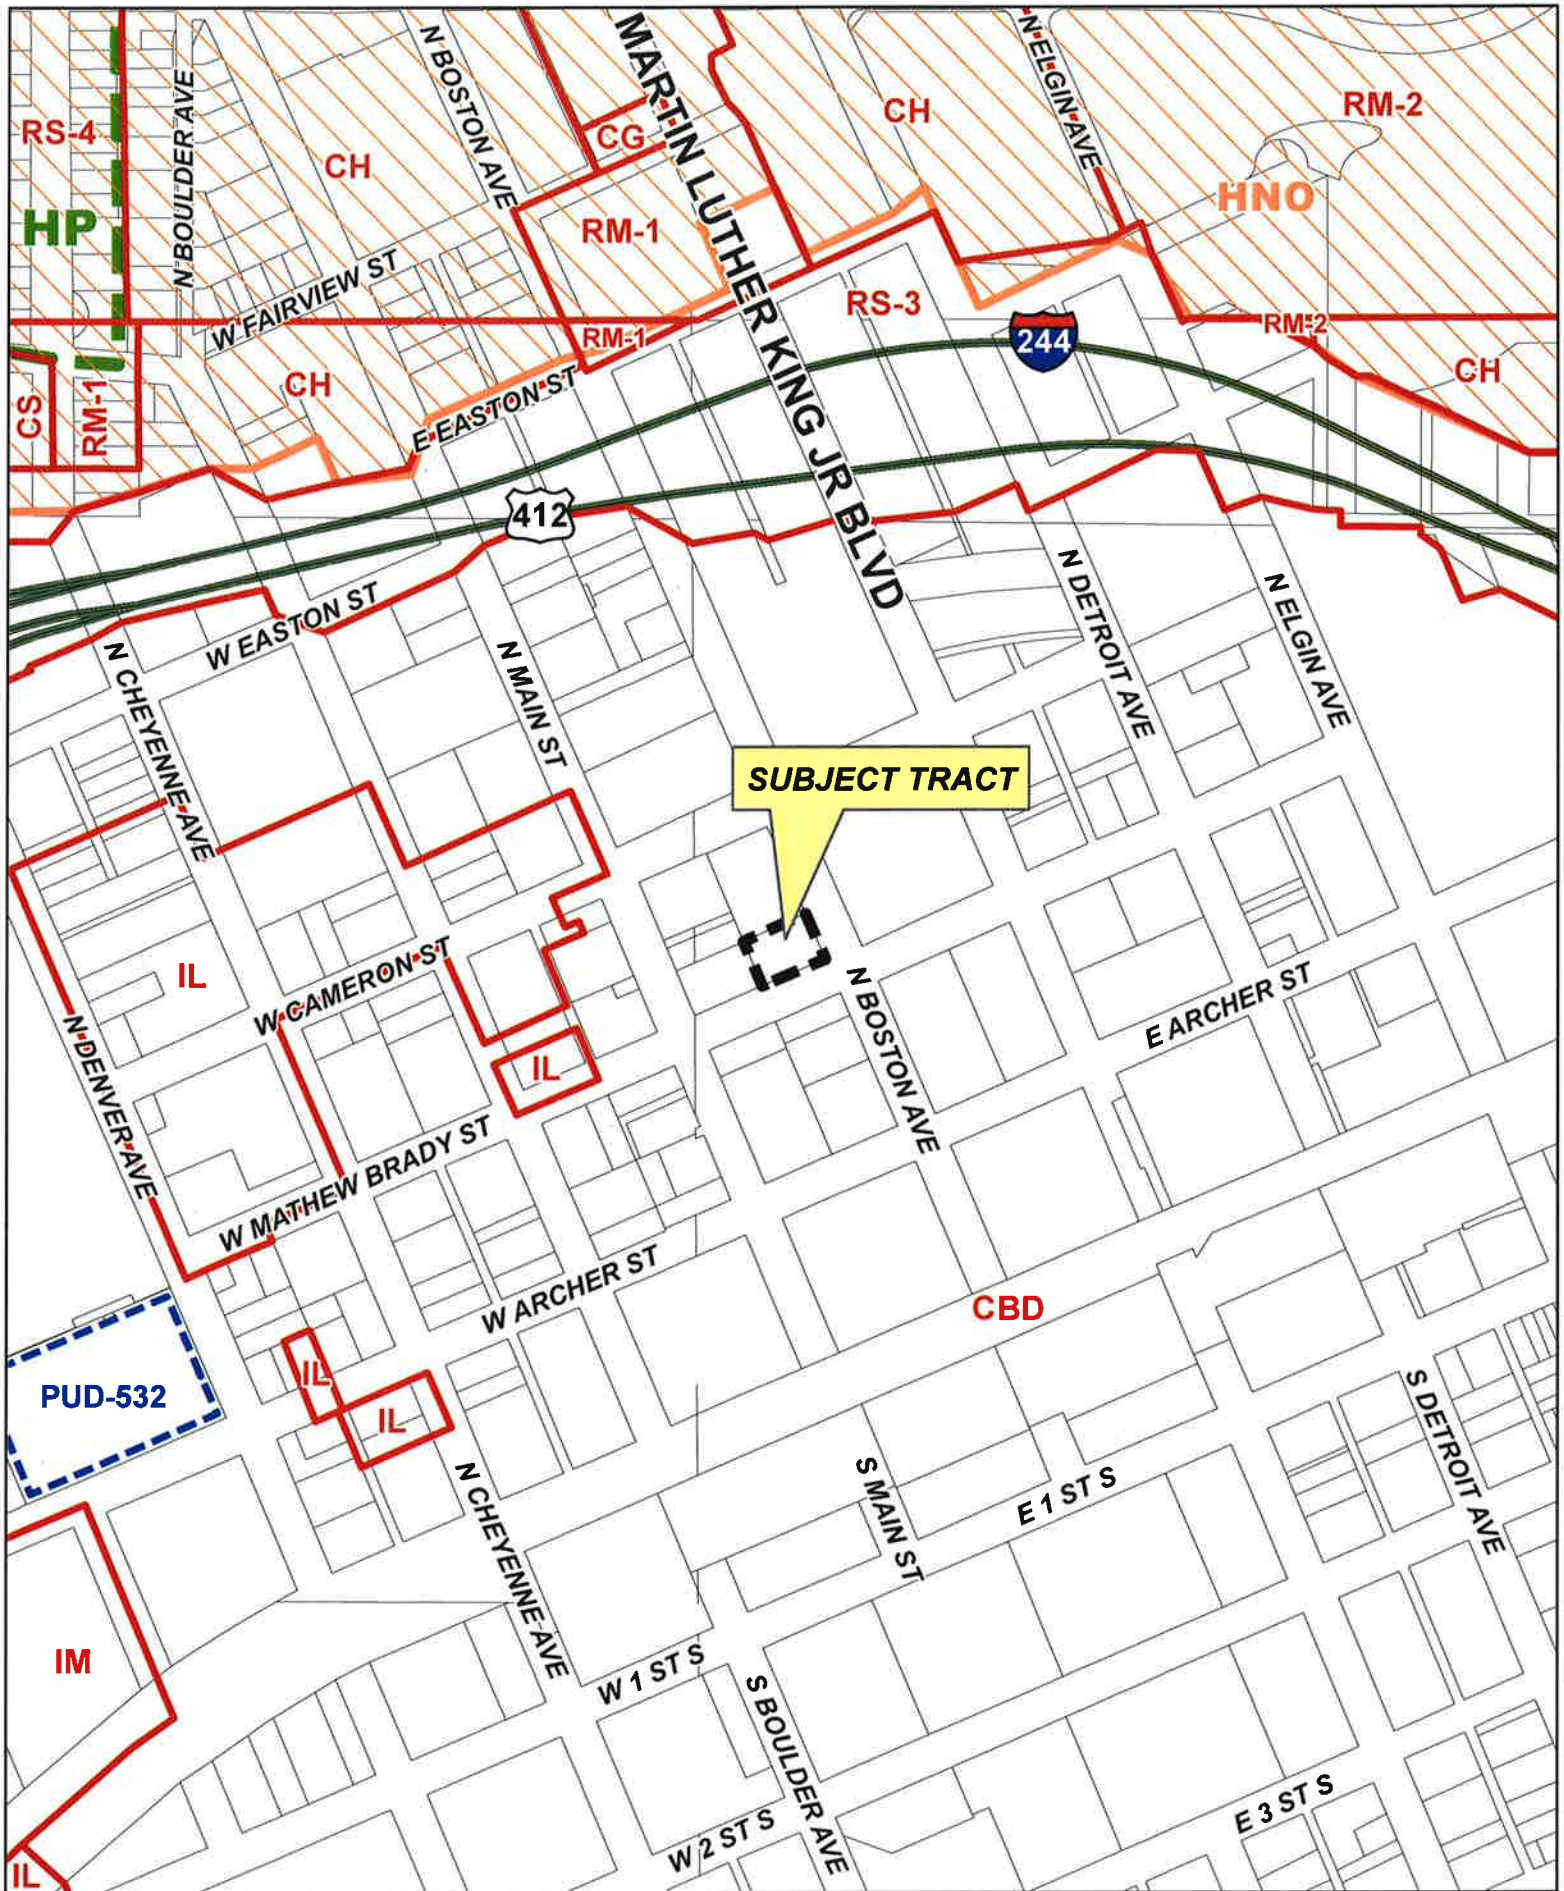 N BOSTON AVE
MARTIN LUTHER KING JR BLVD
N ELGIN AVE
RS-4
N BOULDER AVE
CH
CG
CH
RM-2
HP
RM-1
HNO
W FAIRVIEW ST
RS-3
RM-1
244
RM-2
CS
RM-1
CH
E EASTON ST
CH
412
W EASTON ST
N CHEYENNE AVE
N MAIN ST
N DETROIT AVE
N ELGIN AVE
SUBJECT TRACT
IL
W CAMERON ST
N BOSTON AVE
E ARCHER ST
N DENVER AVE
IL
W MATHEW BRADY ST
W ARCHER ST
CBD
PUD-532
IL
IL
S DETROIT AVE
N CHEYENNE AVE
S MAIN ST
E 1 ST S
IM
W 1 ST S
S BOULDER AVE
W 2 ST S
E 3 ST S
IL